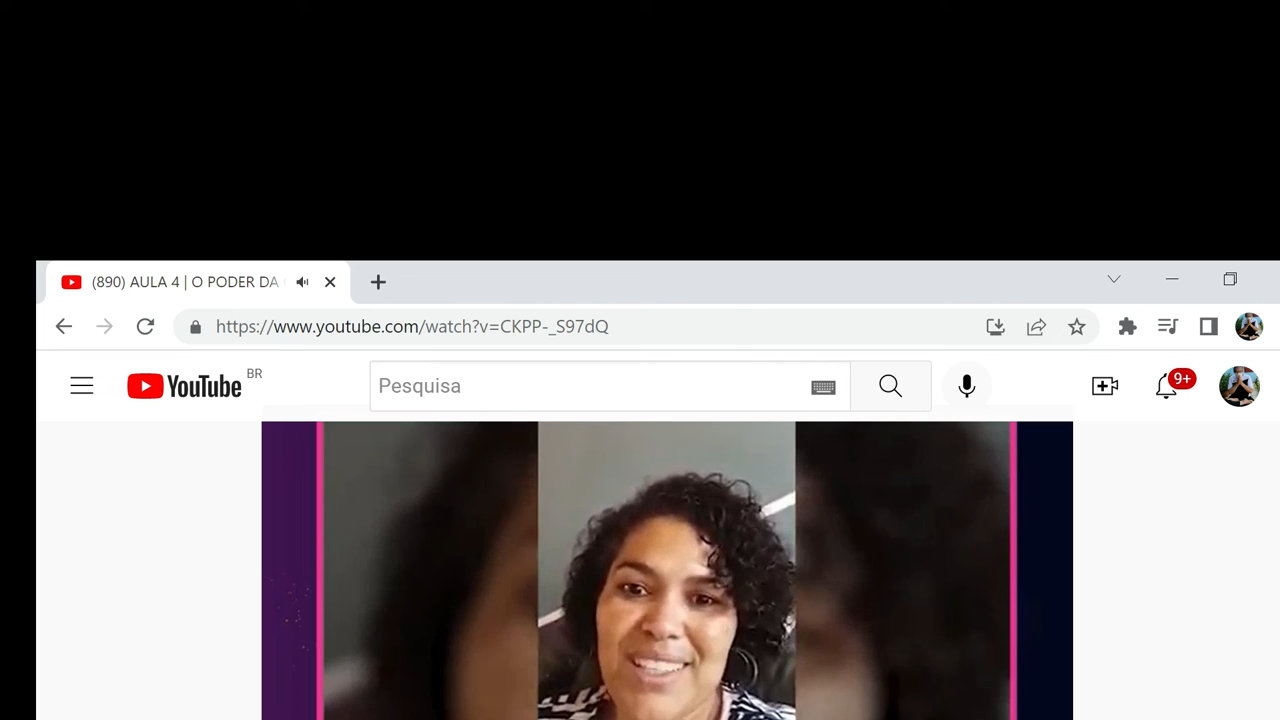 (890) AULA 4 | O PODER DA
https://www.youtube.com/watch?v=CKPP-_S97dQ
YouTube BR
Pesquisa
9+